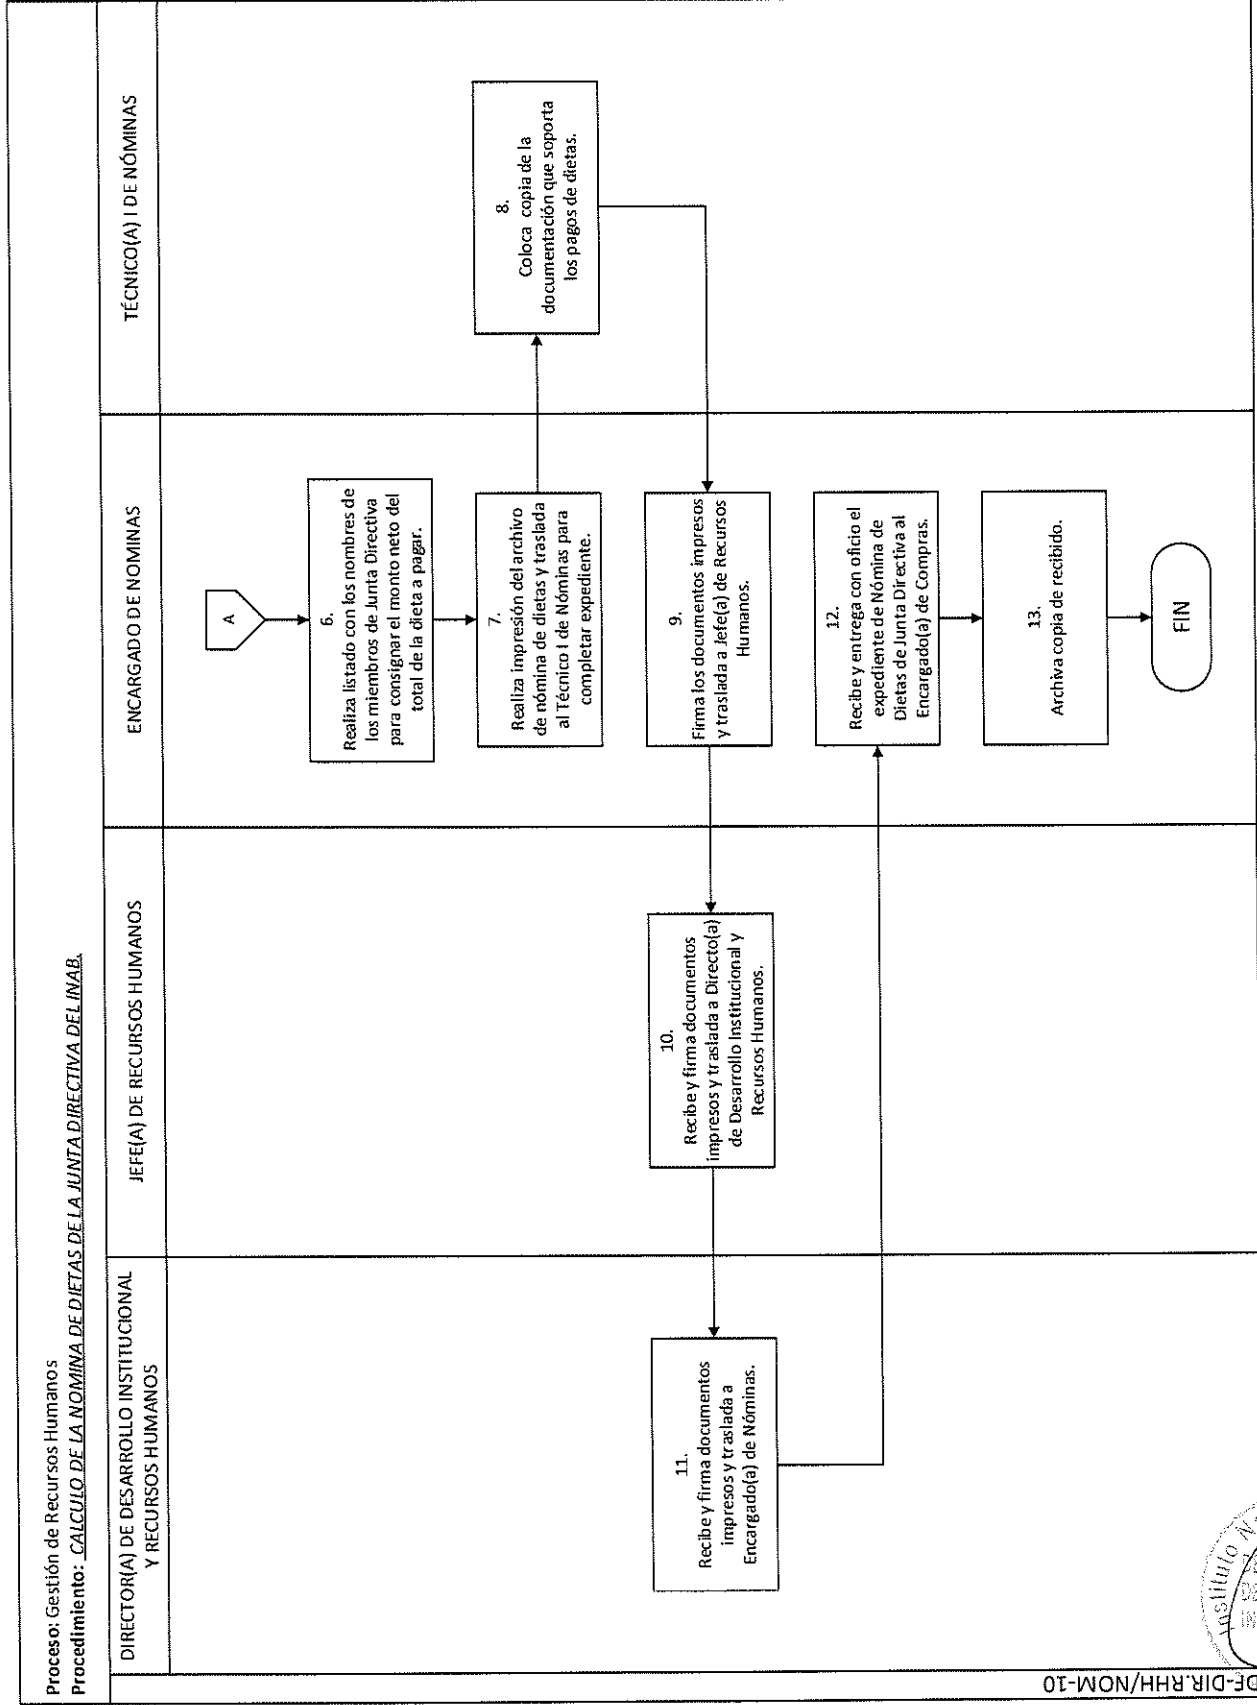 Proceso: Gestión de Recursos Humanos
Procedimiento: CALCULO DE LA NOMINA DE DIETAS DE LA JUNTA DIRECTIVA DEL INAB.
DIRECTOR(A) DE DESARROLLO INSTITUCIONAL
Y RECURSOS HUMANOS
JEFE(A) DE RECURSOS HUMANOS
ENCARGADO DE NOMINAS
TÉCNICO(A) I DE NÓMINAS
A
6.
Realiza listado con los nombres de
los miembros de Junta Directiva
para consignar el monto neto del
total de la dieta a pagar.
7.
Realiza impresión del archivo
de nómina de dietas y traslada
al Técnico I de Nóminas para
completar expediente.
8.
Coloca copia de la
documentación que soporta
los pagos de dietas.
9.
Firma los documentos impresos
y traslada a Jefe(a) de Recursos
Humanos.
10.
Recibe y firma documentos
impresos y traslada a Directo(a)
de Desarrollo Institucional y
Recursos Humanos.
11.
Recibe y firma documentos
impresos y traslada a
Encargado(a) de Nóminas.
12.
Recibe y entrega con oficio el
expediente de Nómina de
Dietas de Junta Directiva al
Encargado(a) de Compras.
13.
Archiva copia de recibido.
FIN
DF-DIR.RHH/NOM-10
Instituto